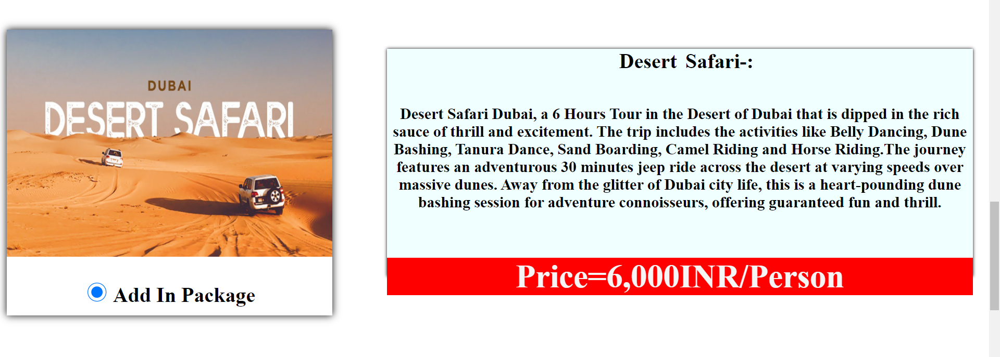 DUBAI
DESERT SAFARI
Add In Package
Desert Safari-:
Desert Safari Dubai, a 6 Hours Tour in the Desert of Dubai that is dipped in the rich
sauce of thrill and excitement. The trip includes the activities like Belly Dancing, Dune
Bashing, Tanura Dance, Sand Boarding, Camel Riding and Horse Riding.The journey
features an adventurous 30 minutes jeep ride across the desert at varying speeds over
massive dunes. Away from the glitter of Dubai city life, this is a heart-pounding dune
bashing session for adventure connoisseurs, offering guaranteed fun and thrill.
Price=6,000INR/Person